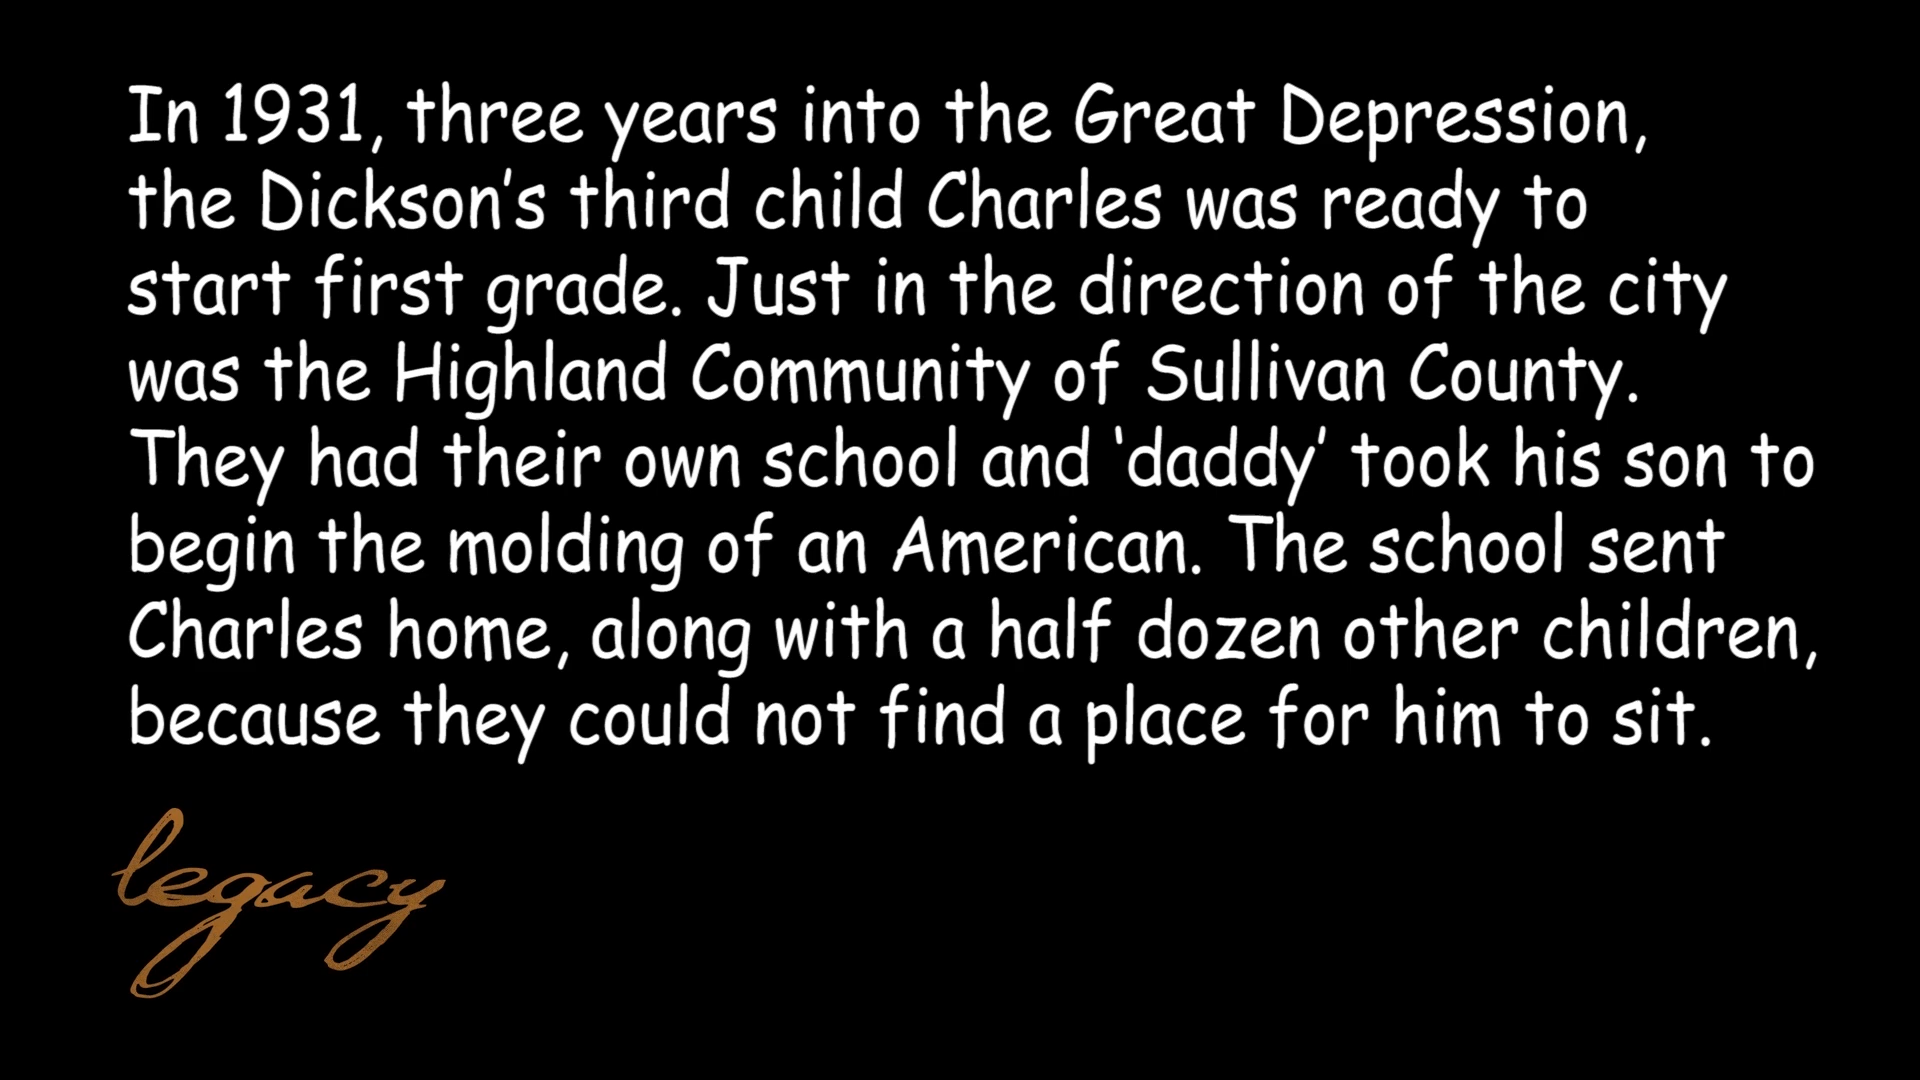 In 1931, three years into the Great Depression,
the Dickson's third child Charles was ready to
start first grade. Just in the direction of the city
was the Highland Community of Sullivan County.
They had their own school and 'daddy' took his son to
begin the molding of an American. The school sent
Charles home, along with a half dozen other children,
because they could not find a place for him to sit.
legacy